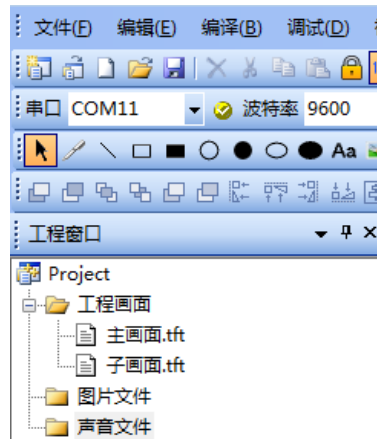 文件(F) 编辑(E) 编译(B) 调试(D)
串口 COM11 波特率 9600
Aa
工程窗口
Project
工程画面
主画面.tft
子画面.tft
图片文件
声音文件